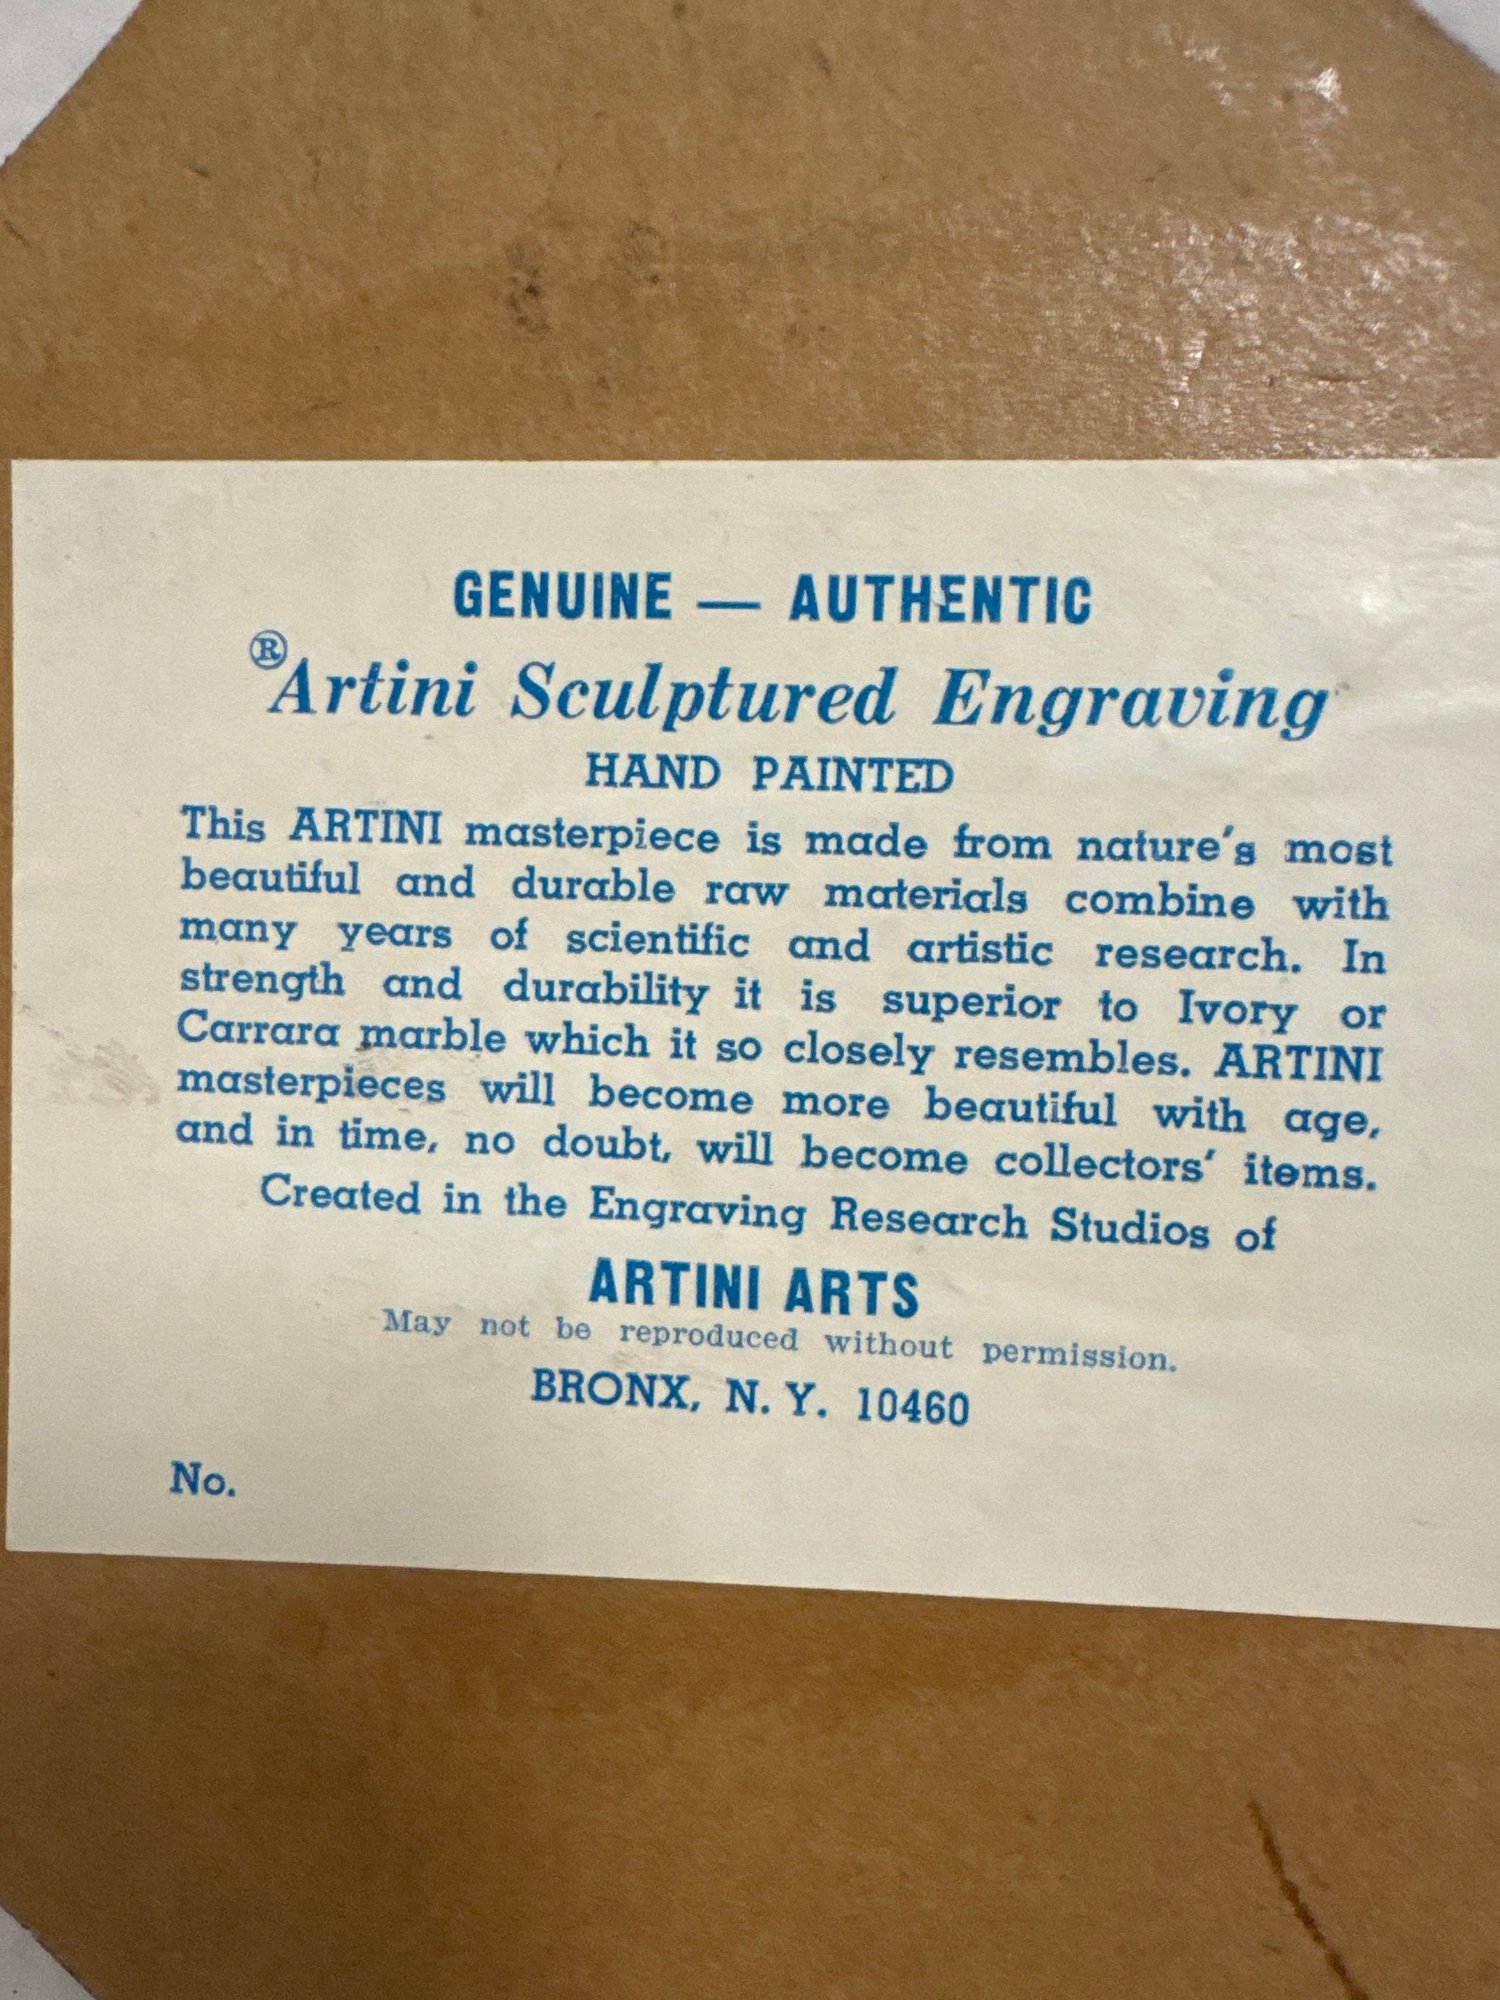 GENUINE — AUTHENTIC
®Artini Sculptured Engraving
HAND PAINTED
This ARTINI masterpiece is made from nature's most
beautiful and durable raw materials combine with
many years of scientific and artistic research. In
strength and durability it is superior to Ivory or
Carrara marble which it so closely resembles. ARTINI
masterpieces will become more beautiful with age,
and in time, no doubt, will become collectors' items.
Created in the Engraving Research Studios of
ARTINI ARTS
May not be reproduced without permission.
BRONX, N. Y. 10460
No.